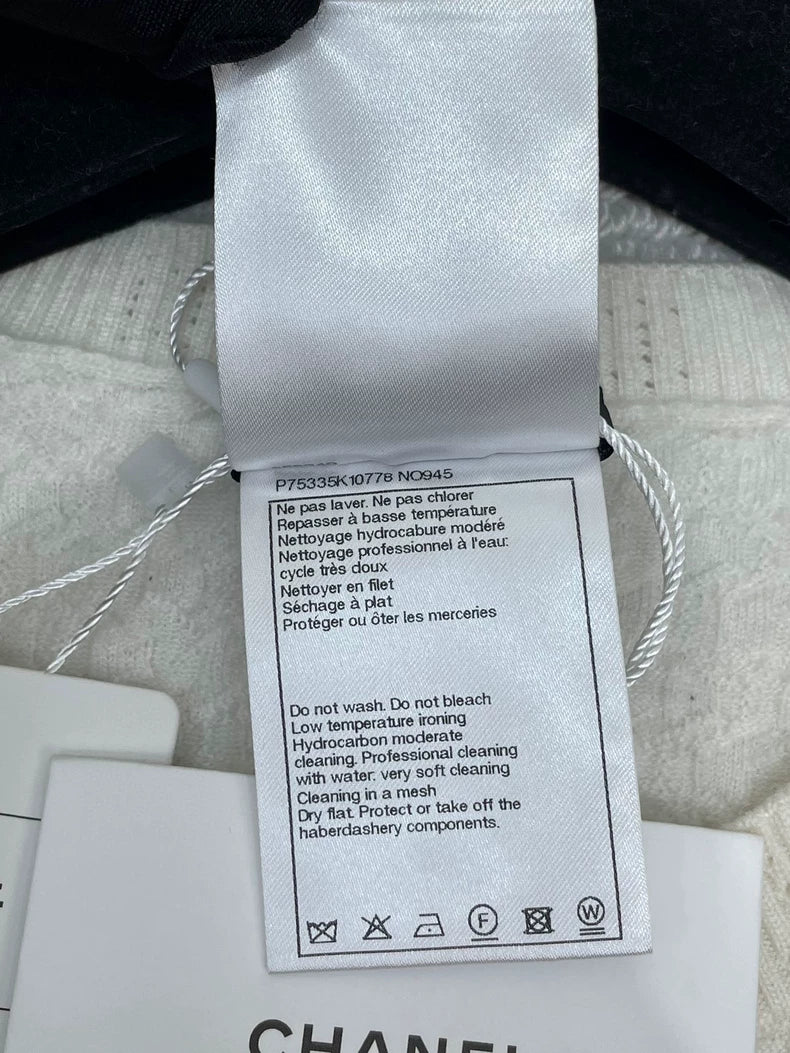 P75335K10778 NO945
Ne pas laver. Ne pas chlorer
Repasser à basse température
Nettoyage hydrocabure modéré
Nettoyage professionnel à l'eau:
cycle très doux
Nettoyer en filet
Séchage à plat
Protéger ou ôter les merceries
Do not wash. Do not bleach
Low temperature ironing
Hydrocarbon moderate
cleaning. Professional cleaning
with water: very soft cleaning
Cleaning in a mesh
Dry flat. Protect or take off the
haberdashery components.
F W
CHANEL